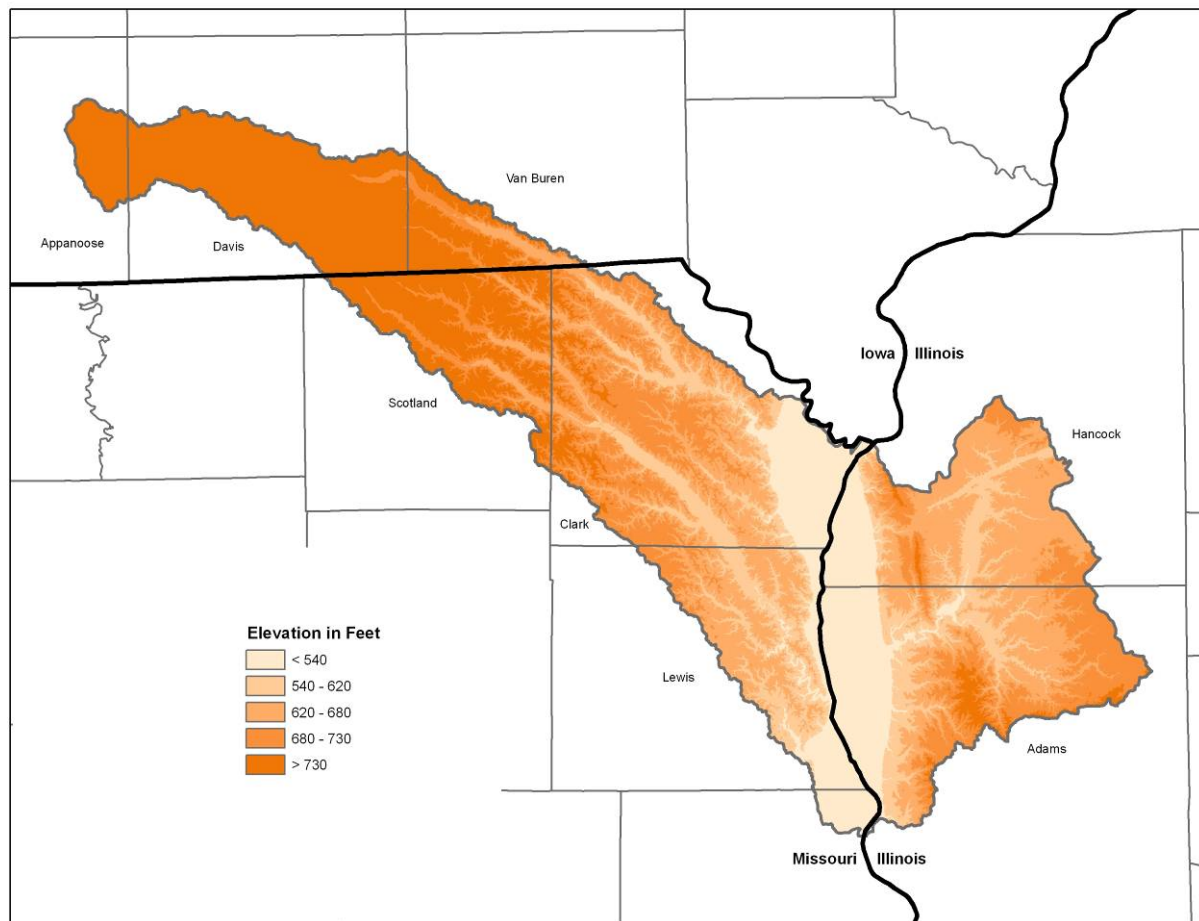 Van Buren
Appanoose
Davis
Iowa
Illinois
Scotland
Hancock
Clark
Elevation in Feet
< 540
540 - 620
620 - 680
680 - 730
> 730
Lewis
Adams
Missouri
Illinois